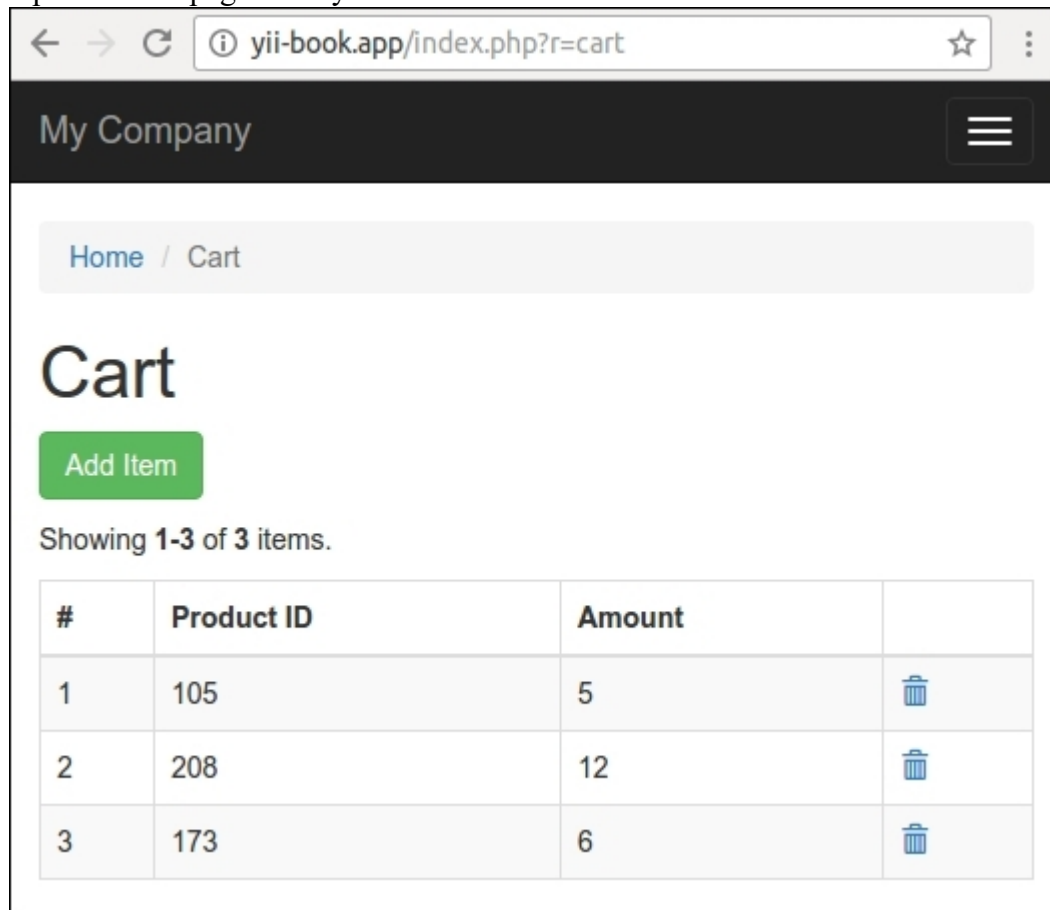 yii-book.app/index.php?r=cart
My Company
Home / Cart
Cart
Add Item
Showing 1-3 of 3 items.
# Product ID Amount
1 105 5
2 208 12
3 173 6